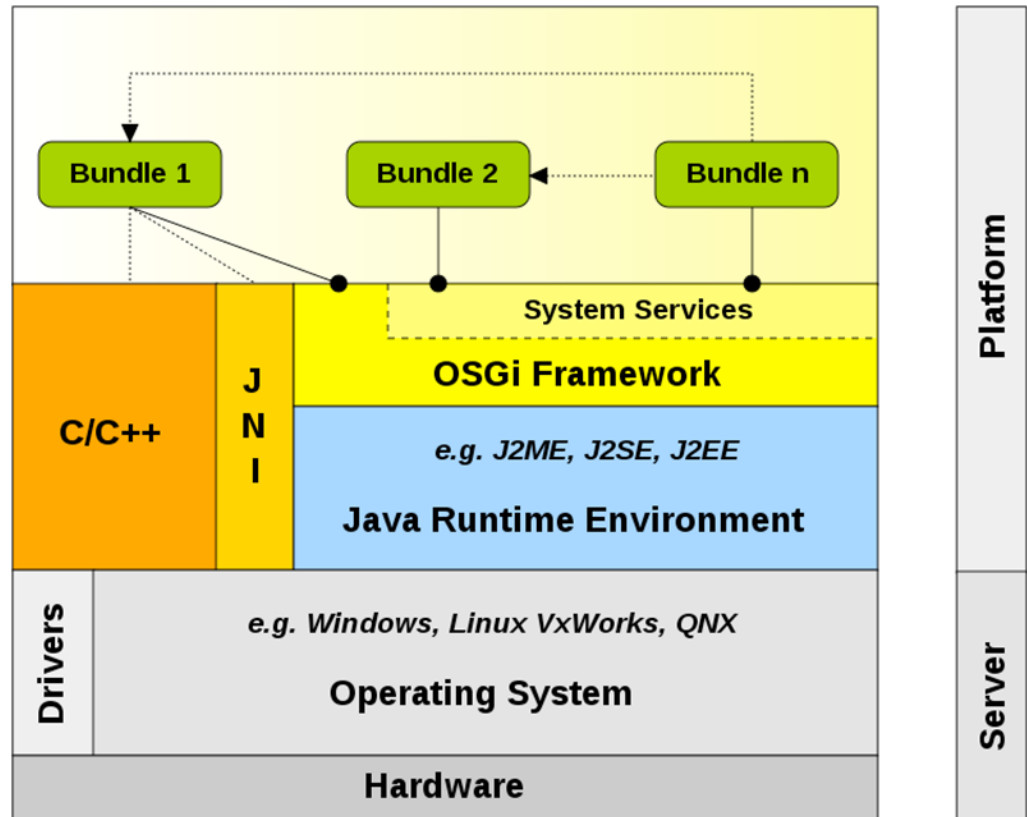 Bundle 1
Bundle 2
Bundle n
System Services
OSGi Framework
C/C++
J
N
I
e.g. J2ME, J2SE, J2EE
Java Runtime Environment
Drivers
e.g. Windows, Linux VxWorks, QNX
Operating System
Hardware
Platform
Server